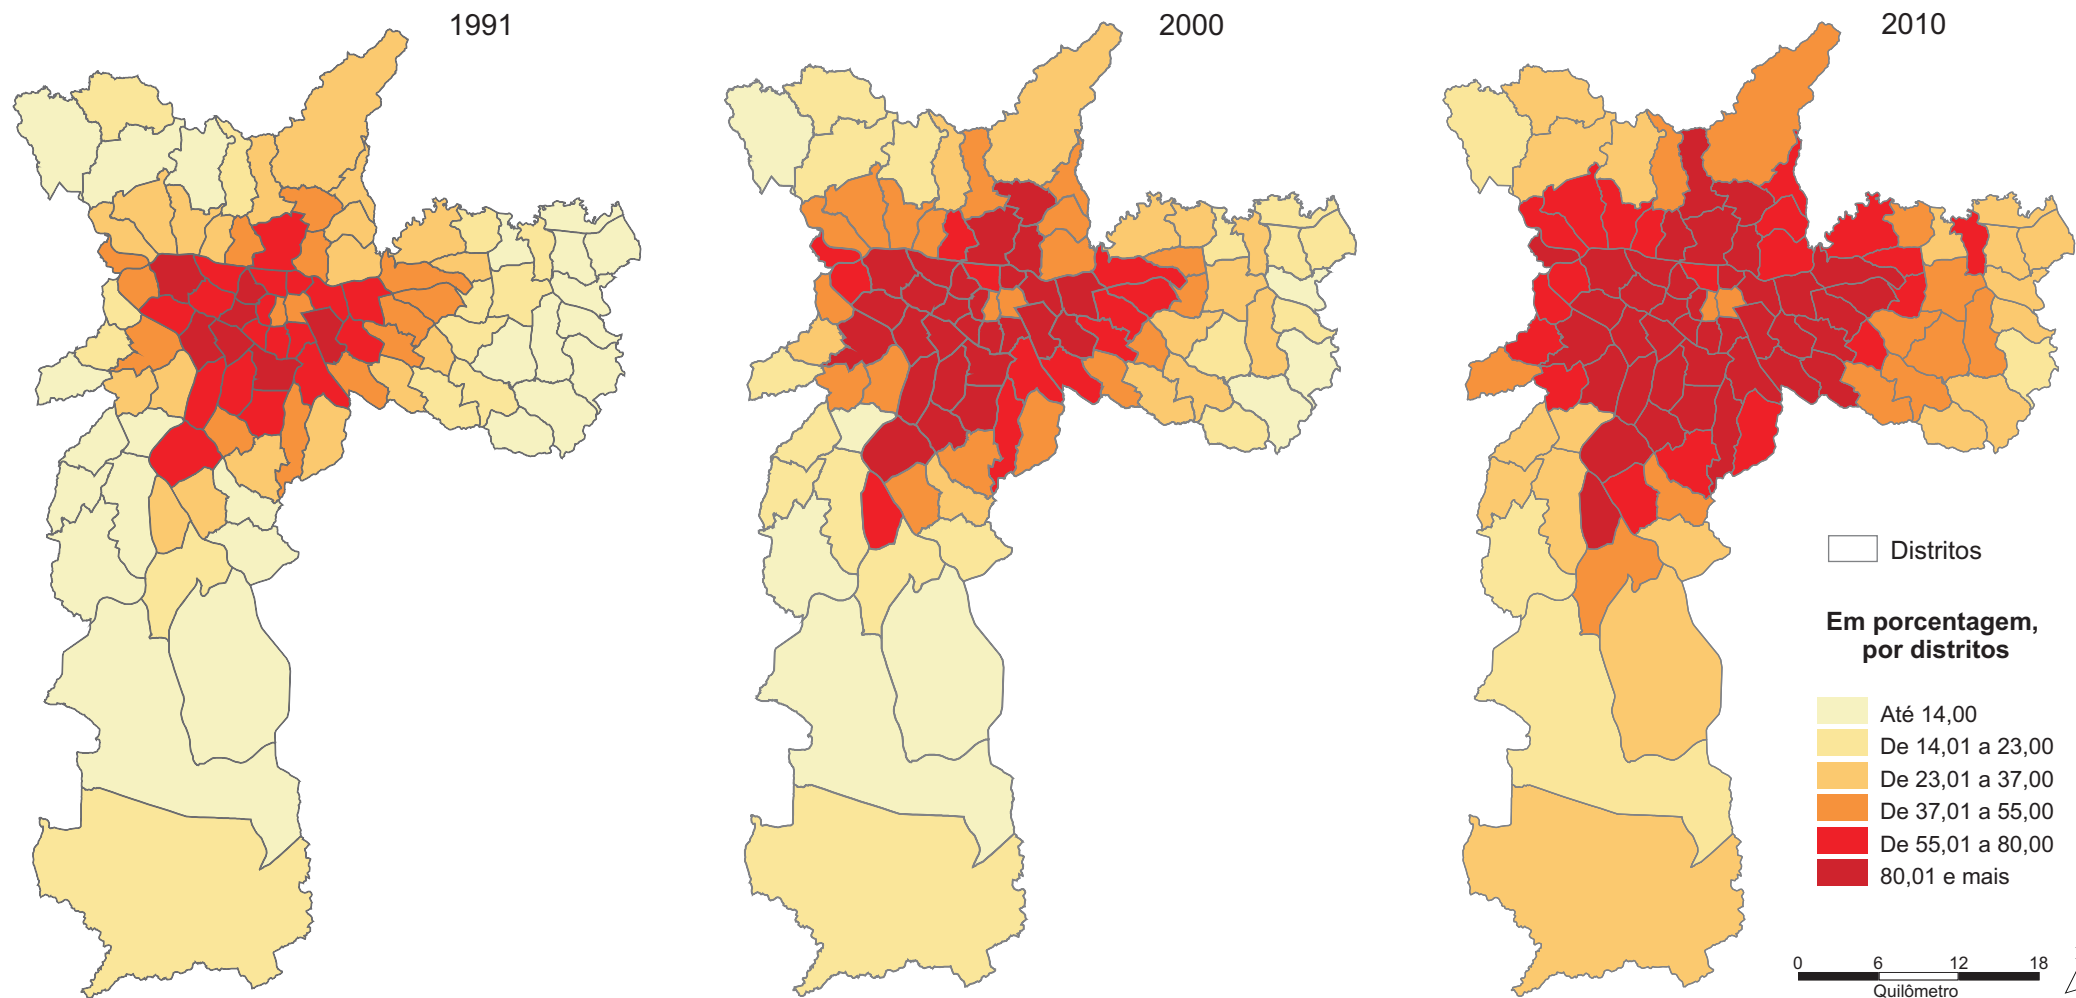 1991
2000
2010
Distritos
Em porcentagem,
por distritos
Até 14,00
De 14,01 a 23,00
De 23,01 a 37,00
De 37,01 a 55,00
De 55,01 a 80,00
80,01 e mais
0 6 12 18
Quilômetro